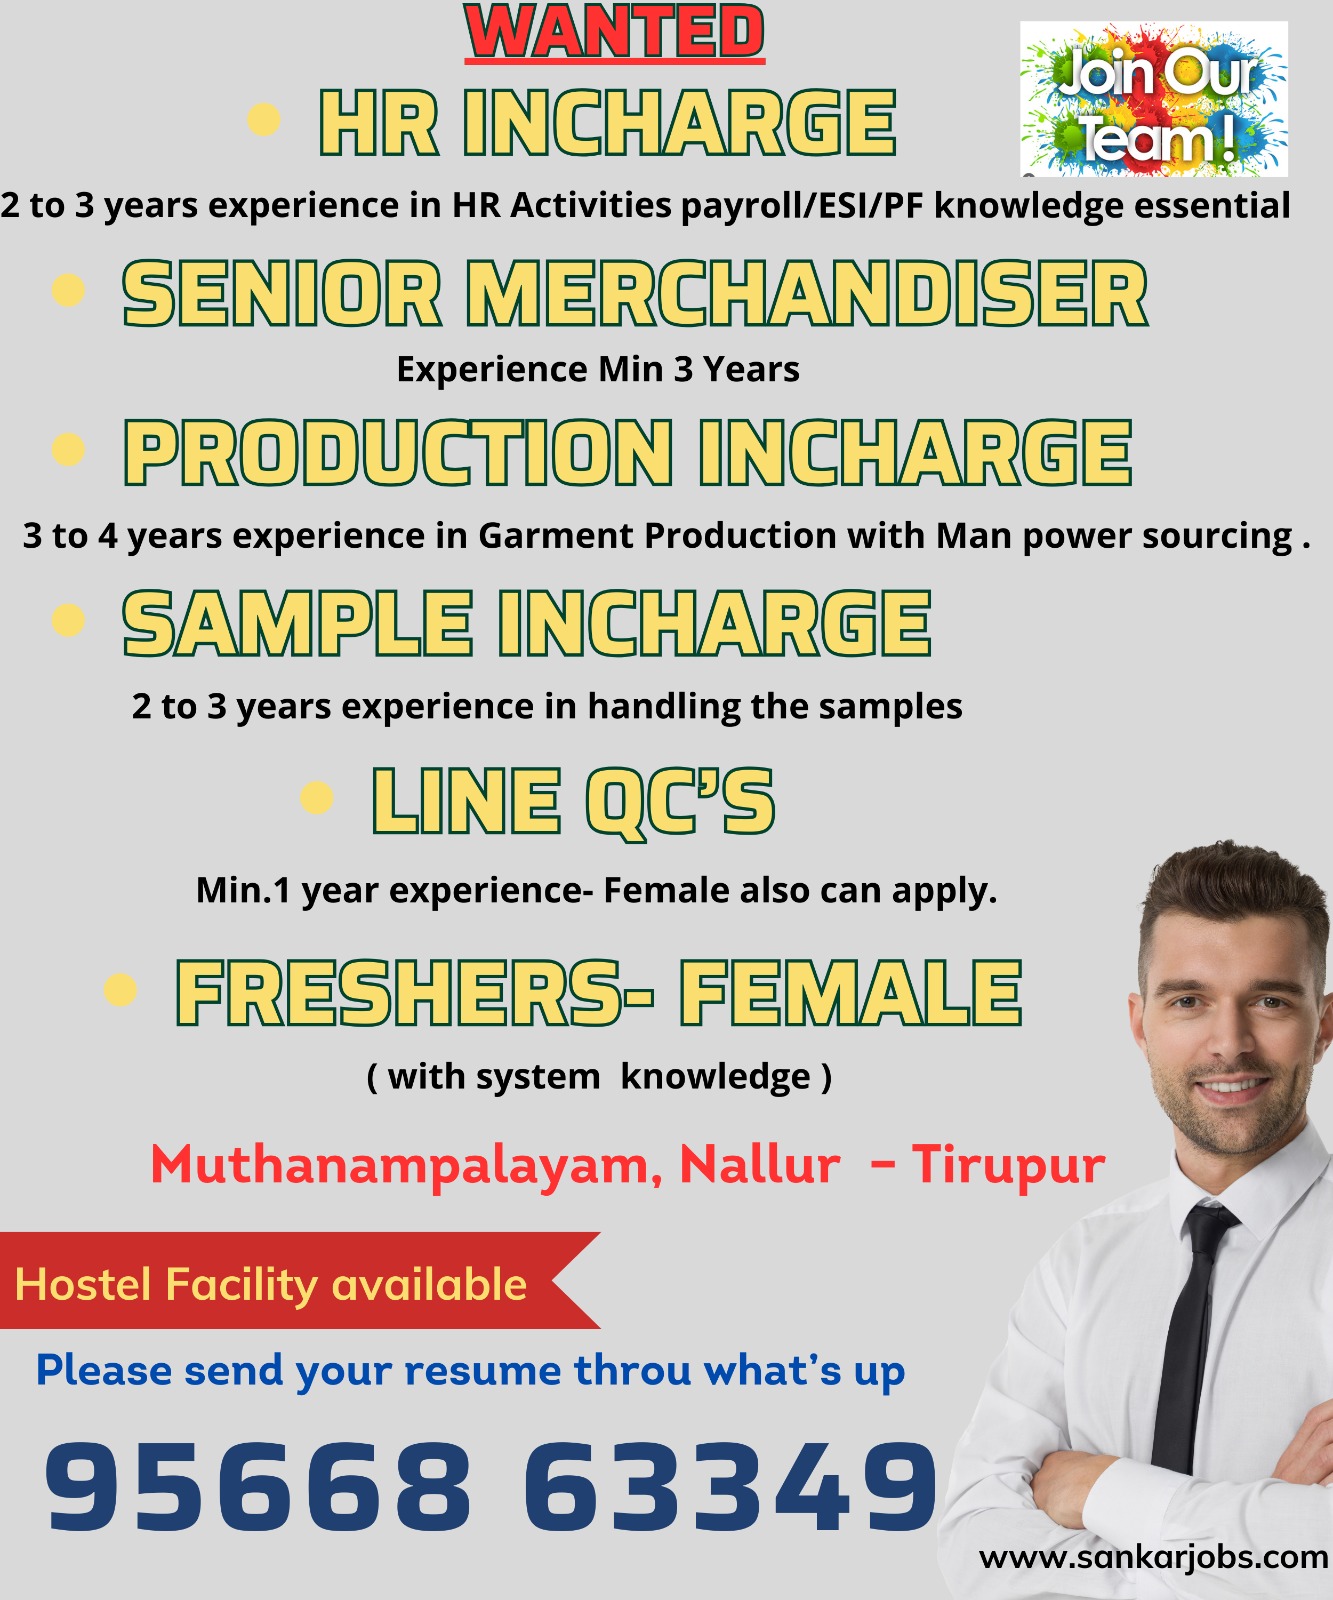 WANTED
Join Our
Team !
• HR INCHARGE
2 to 3 years experience in HR Activities payroll/ESI/PF knowledge essential
• SENIOR MERCHANDISER
Experience Min 3 Years
• PRODUCTION INCHARGE
3 to 4 years experience in Garment Production with Man power sourcing .
• SAMPLE INCHARGE
2 to 3 years experience in handling the samples
• LINE QC’S
Min.1 year experience- Female also can apply.
• FRESHERS- FEMALE
( with system knowledge )
Muthanampalayam, Nallur – Tirupur
Hostel Facility available
Please send your resume throu what’s up
95668 63349
www.sankarjobs.com